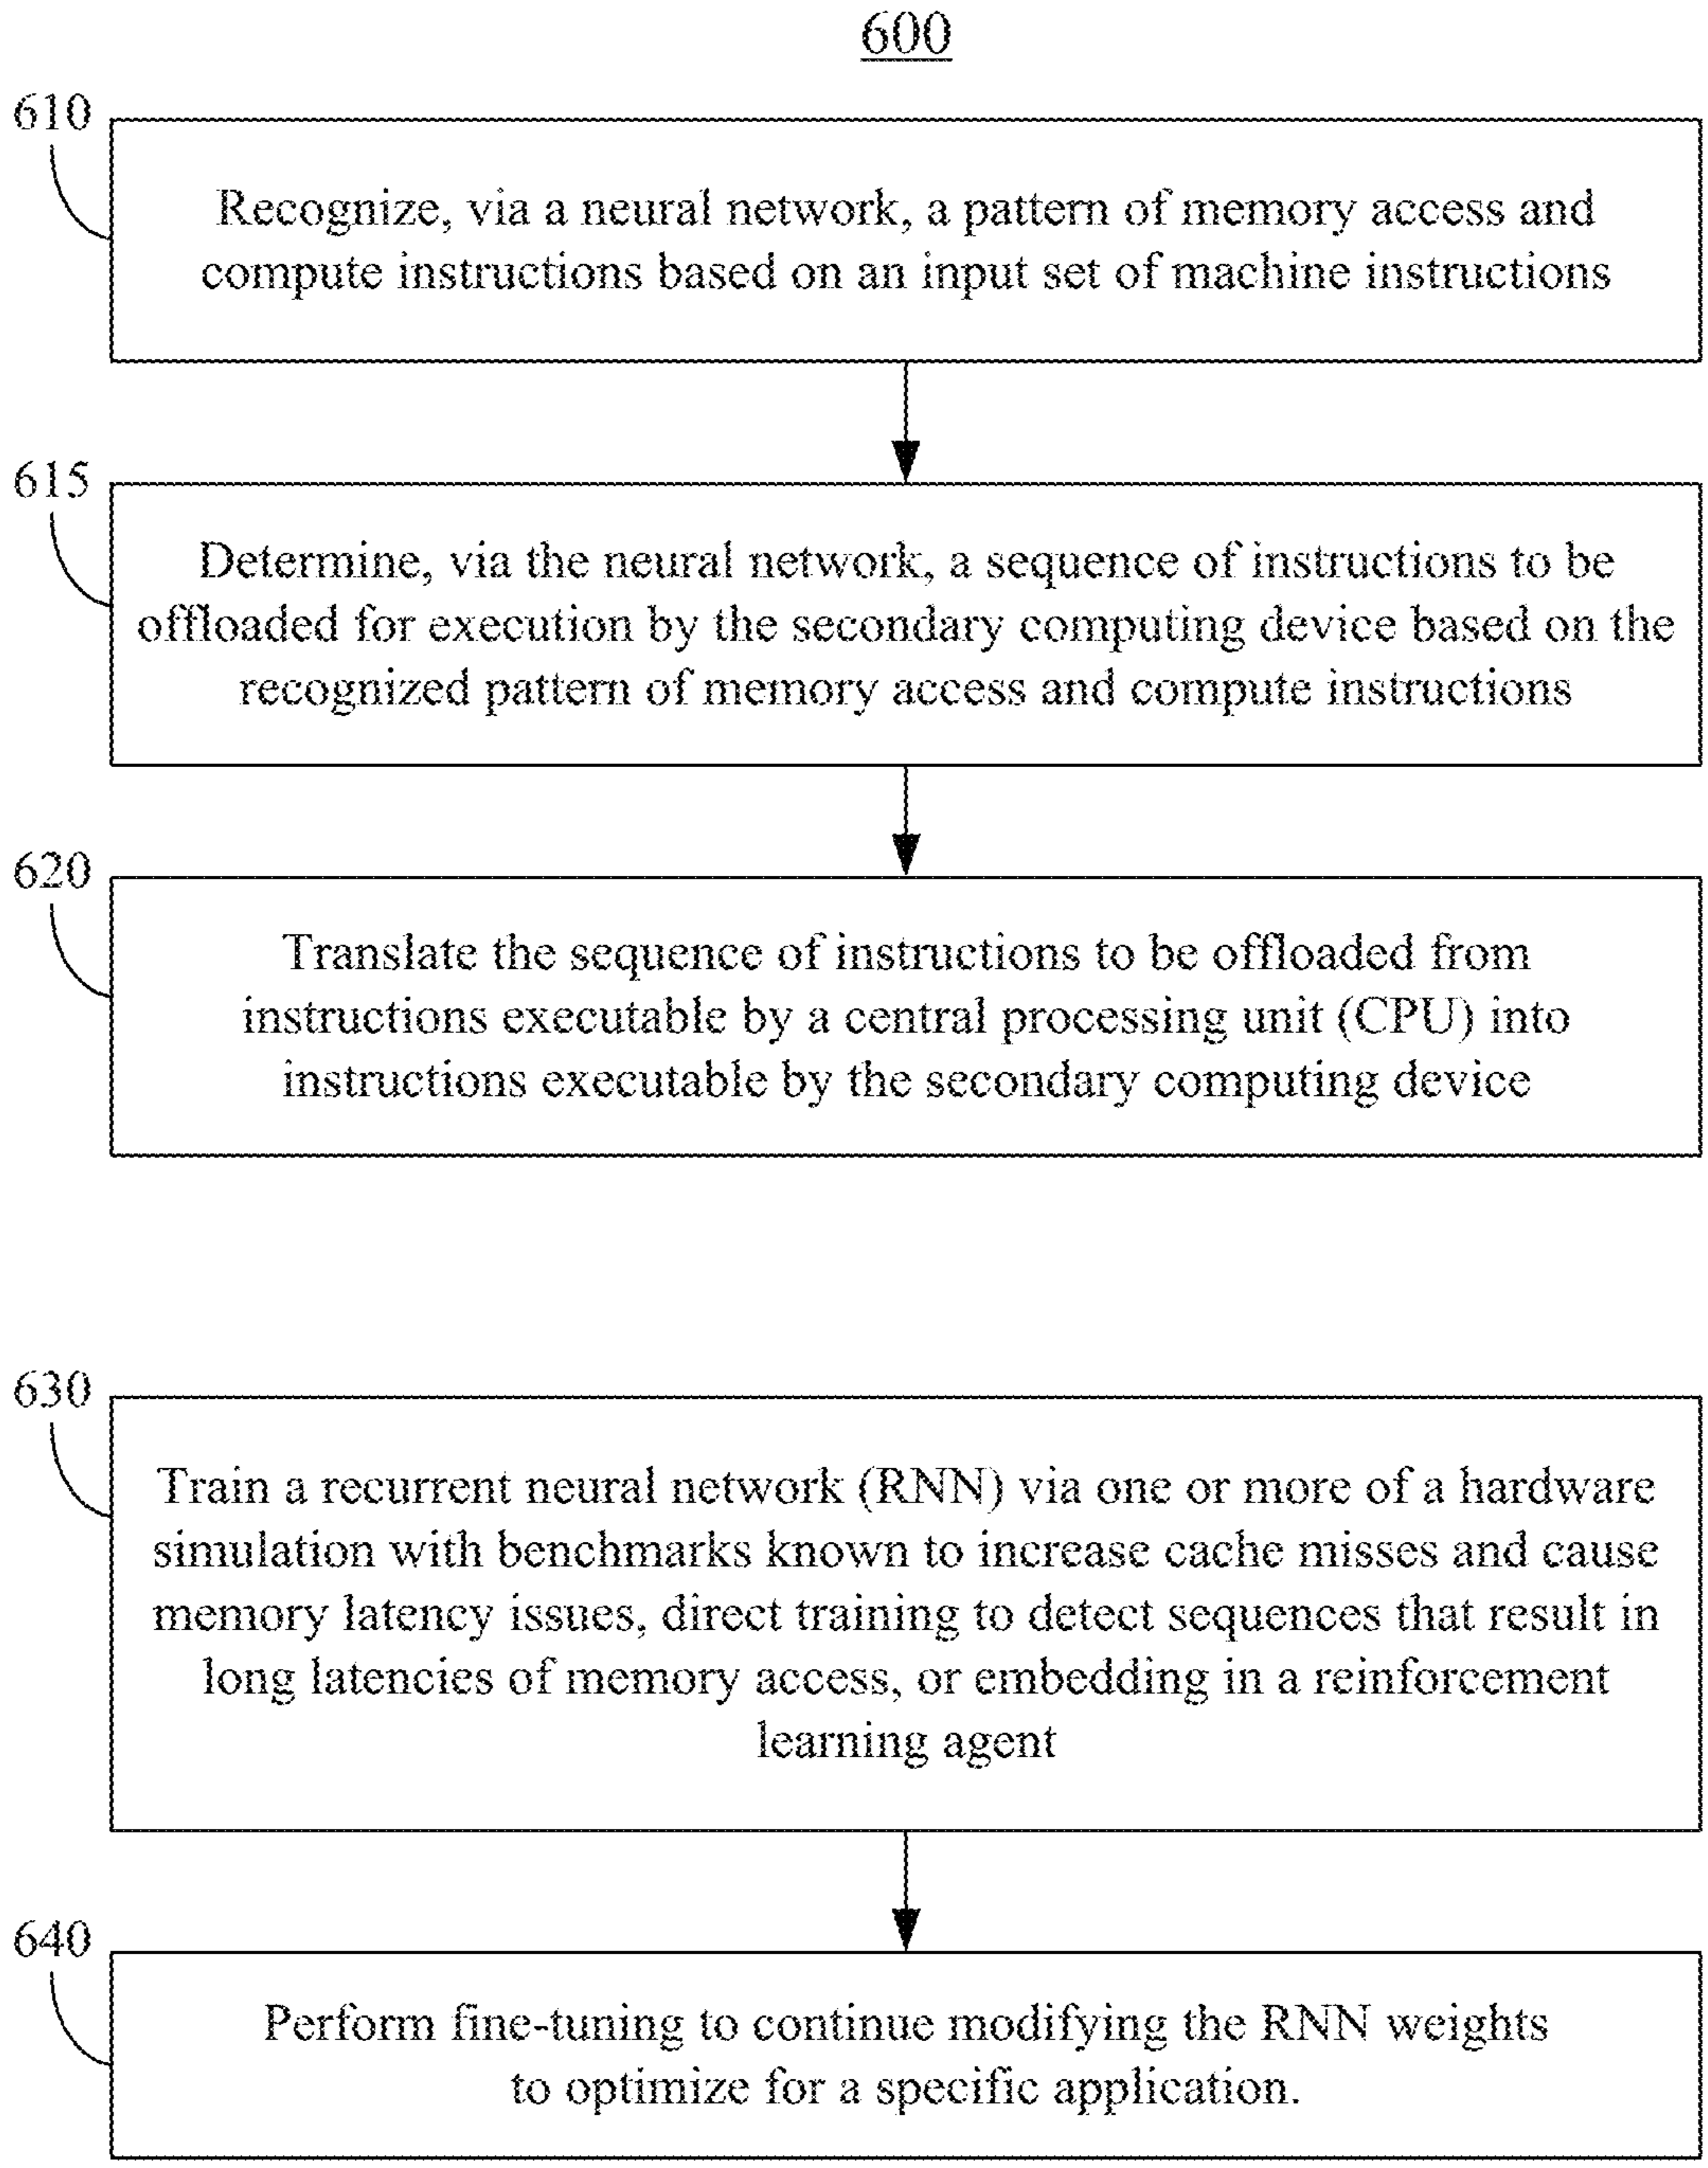 600
610
Recognize, via a neural network, a pattern of memory access and
compute instructions based on an input set of machine instructions
615
Determine, via the neural network, a sequence of instructions to be
offloaded for execution by the secondary computing device based on the
recognized pattern of memory access and compute instructions
620
Translate the sequence of instructions to be offloaded from
instructions executable by a central processing unit (CPU) into
instructions executable by the secondary computing device
630
Train a recurrent neural network (RNN) via one or more of a hardware
simulation with benchmarks known to increase cache misses and cause
memory latency issues, direct training to detect sequences that result in
long latencies of memory access, or embedding in a reinforcement
learning agent
640
Perform fine-tuning to continue modifying the RNN weights
to optimize for a specific application.